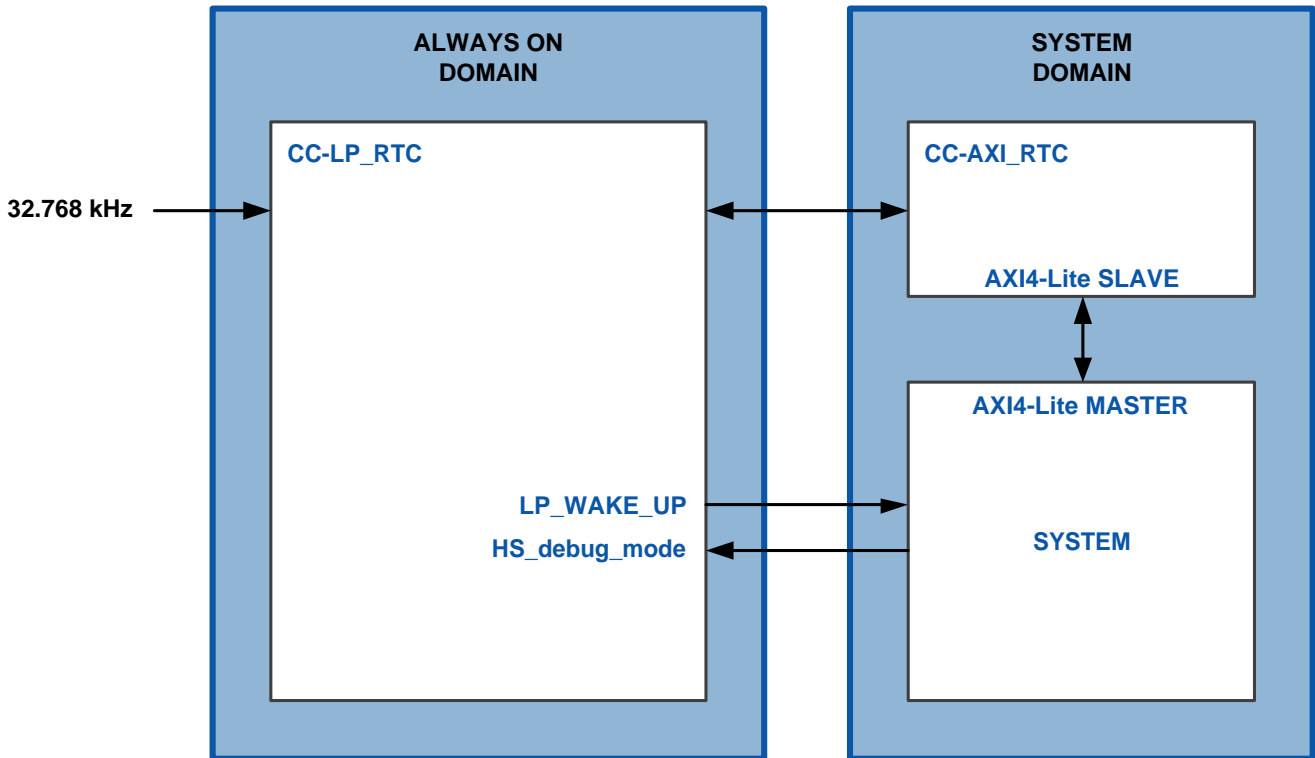 ALWAYS ON
DOMAIN
SYSTEM
DOMAIN
CC-LP_RTC
CC-AXI_RTC
32.768 kHz
AXI4-Lite SLAVE
AXI4-Lite MASTER
LP_WAKE_UP
HS_debug_mode
SYSTEM